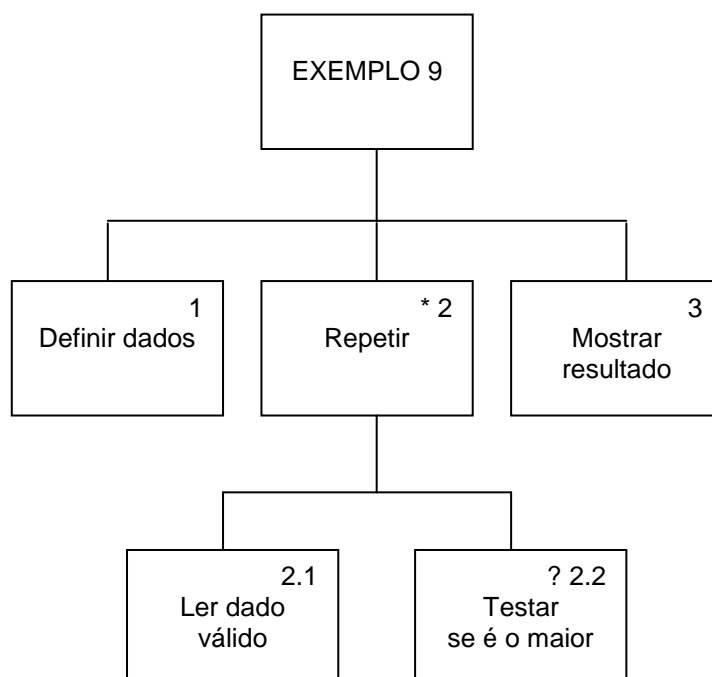 EXEMPLO 9
1
Definir dados
* 2
Repetir
3
Mostrar
resultado
2.1
Ler dado
válido
? 2.2
Testar
se é o maior